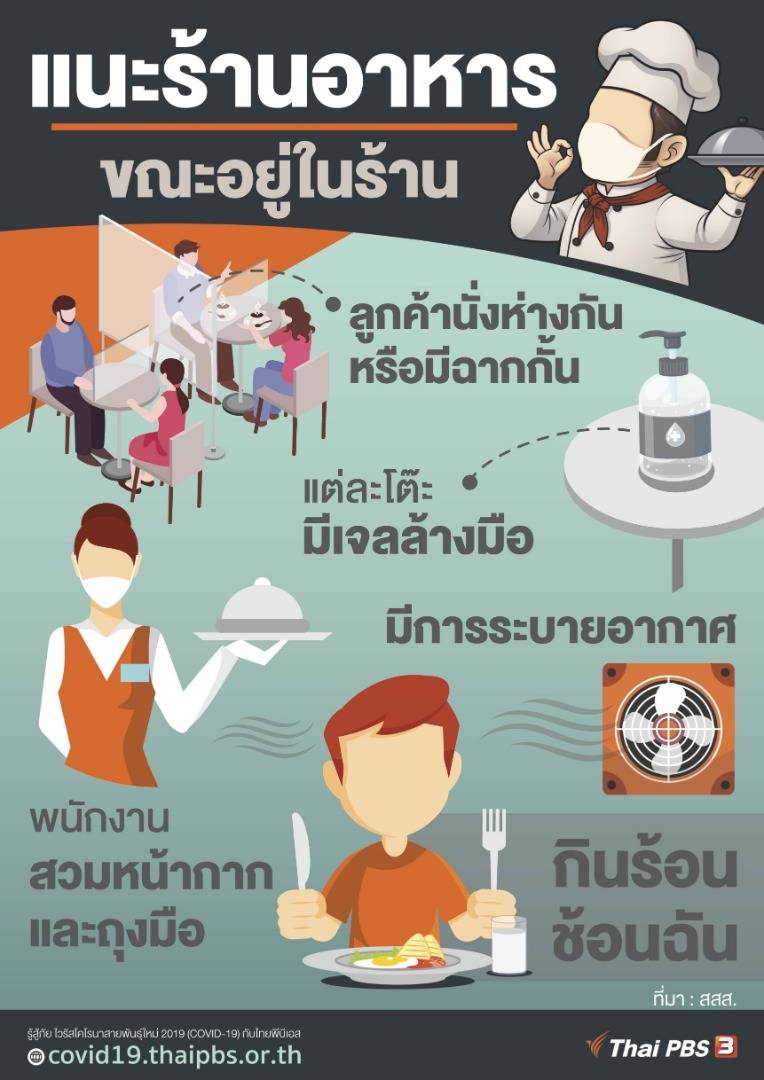 แนะร้านอาหาร
ขณะอยู่ในร้าน
ลูกค้านั่งห่างกัน
หรือมีฉากกั้น
แต่ละโต๊ะ
มีเจลล้างมือ
มีการระบายอากาศ
พนักงาน
สวมหน้ากาก
และถุงมือ
กินร้อน
ช้อนฉัน
ที่มา : สสส.
รู้สู้ภัย ไวรัสโคโรนาสายพันธุ์ใหม่ 2019 (COVID-19) กับไทยพีบีเอส
covid19.thaipbs.or.th
Thai PBS 3